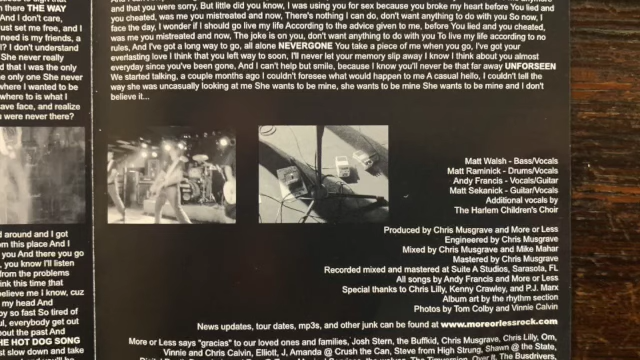 n there THE WAY
And I don't care,
ust set me free, and I
need is my friends, a
? I don't understand
She never really
d that I was the only
e only one She never
where I wanted to be
where to is what I
ave face, and realize
were never there?
and that you were sorry. But little did you know, I was using you for sex because you broke my heart before You lied and
you cheated, was me you mistreated and now, There's nothing I can do, don't want anything to do with you So now, I
face the day, I wonder if I should go live my life According to the advice given to me, before You lied and you cheated,
was me you mistreated and now, The joke is on you, don't want anything to do with you To live my life according to no
rules, And I've got a long way to go, all alone NEVERGONE You take a piece of me when you go, I've got your
everlasting love I think that you left way to soon, I'll never let your memory slip away I know I think about you almost
everyday since you've been gone, And I can't help but smile, because I know you'll never be that far away UNFORSEEN
We started talking, a couple months ago I couldn't foresee what would happen to me A casual hello, I couldn't tell the
way she was uncasually looking at me She wants to be mine, she wants to be mine She wants to be mine and I don't
believe it...
Matt Walsh - Bass/Vocals
Matt Raminick - Drums/Vocals
Andy Francis - Vocals/Guitar
Matt Sekanick - Guitar/Vocals
Additional vocals by
The Harlem Children's Choir
Produced by Chris Musgrave and More or Less
Engineered by Chris Musgrave
Mixed by Chris Musgrave and Mike Mahar
Mastered by Chris Musgrave
Recorded mixed and mastered at Suite A Studios, Sarasota, FL
All songs by Andy Francis and More or Less
Special thanks to Chris Lilly, Kenny Crawley, and P.J. Marx
Album art by the rhythm section
Photos by Tom Colby and Vinnie Calvin
d around and I got
om this place And I
And there you go
, you know I'll listen
from the problems
ink this time that
elieve me I know, cuz
my head And
by so fast So tired of
ul, everybody get out
bout the past And
HE HOT DOG SONG
st slow down and take
News updates, tour dates, mp3s, and other junk can be found at www.moreorlessrock.com
More or Less says "gracias" to our loved ones and families, Josh Stern, the Buffkid, Chris Musgrave, Chris Lilly, Om,
Vinnie and Chris Calvin, Elliott, J, Amanda @ Crush the Can, Steve from High Strung, Shawn @ the State,